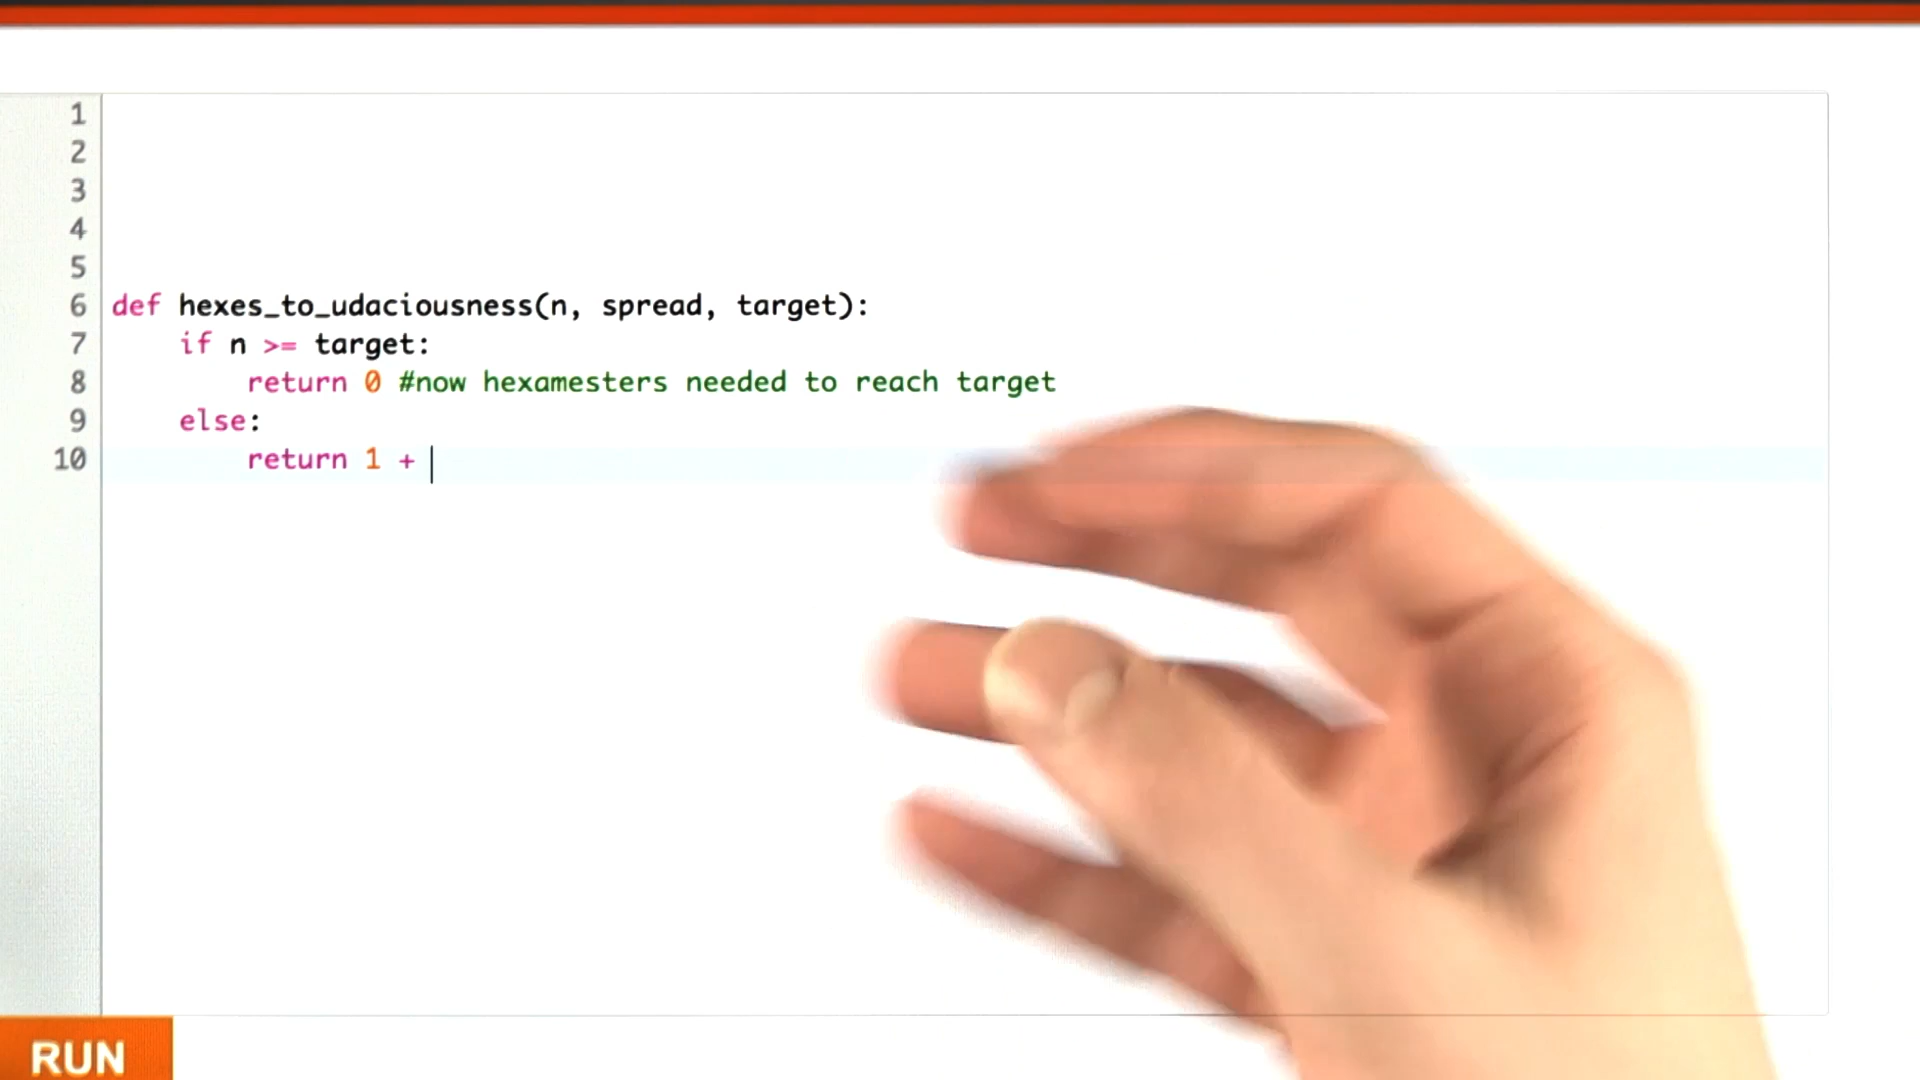 1
2
3
4
5
6 def hexes_to_udaciousness(n, spread, target):
7 if n >= target:
8 return 0 #now hexamesters needed to reach target
9 else:
10 return 1 +
RUN